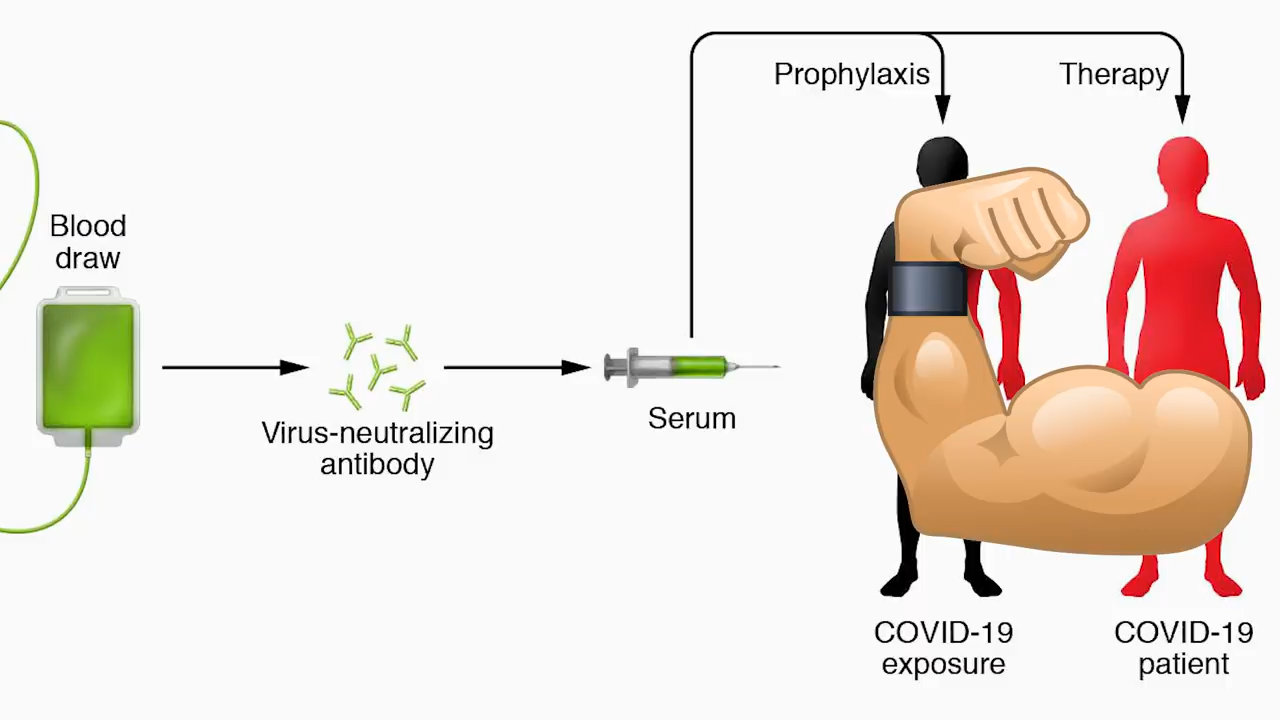 Prophylaxis
Therapy
Blood
draw
Virus-neutralizing
antibody
Serum
COVID-19
exposure
COVID-19
patient